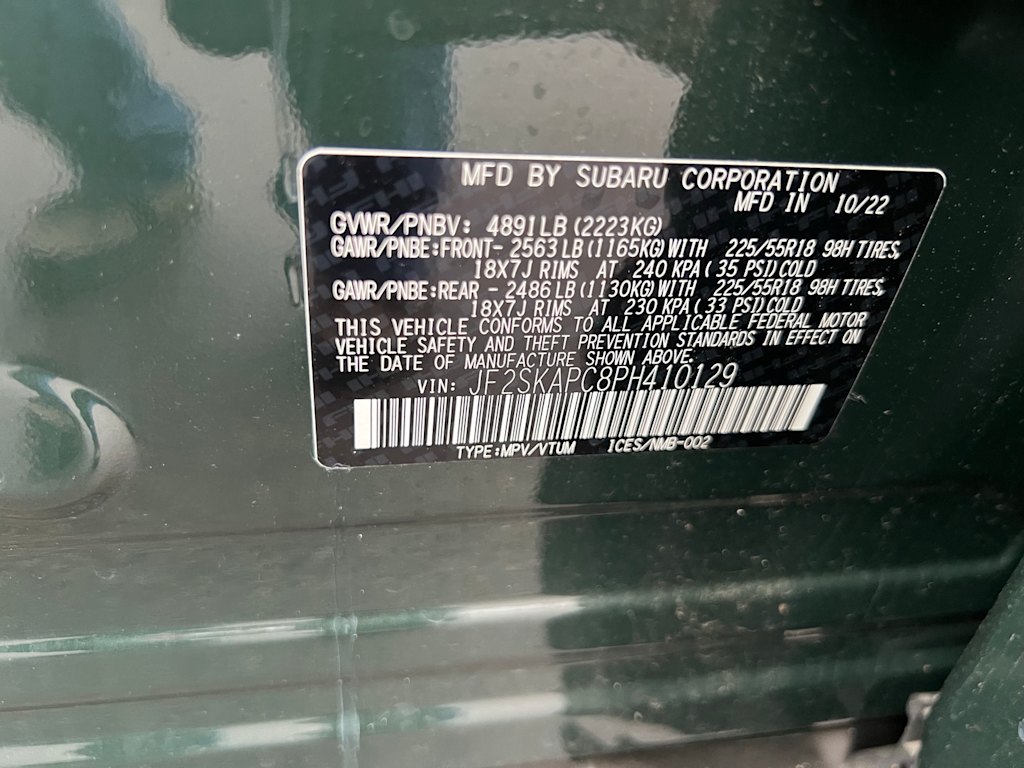 MFD BY SUBARU CORPORATION
MFD IN 10/22
GVWR/PNBV: 4891LB(2223KG)
GAWR/PNBE:FRONT- 2563LB(1165KG)WITH 225/55R18 98H TIRES,
18X7J RIMS AT 240 KPA( 35 PSI)COLD
GAWR/PNBE:REAR - 2486LB(1130KG)WITH 225/55R18 98H TIRES,
18X7J RIMS AT 230 KPA( 33 PSI)COLD
THIS VEHICLE CONFORMS TO ALL APPLICABLE FEDERAL MOTOR
VEHICLE SAFETY AND THEFT PREVENTION STANDARDS IN EFFECT ON
THE DATE OF MANUFACTURE SHOWN ABOVE.
VIN: JF2SKAPC8PH410129
TYPE:MPV/VTUM ICES/NMB-002